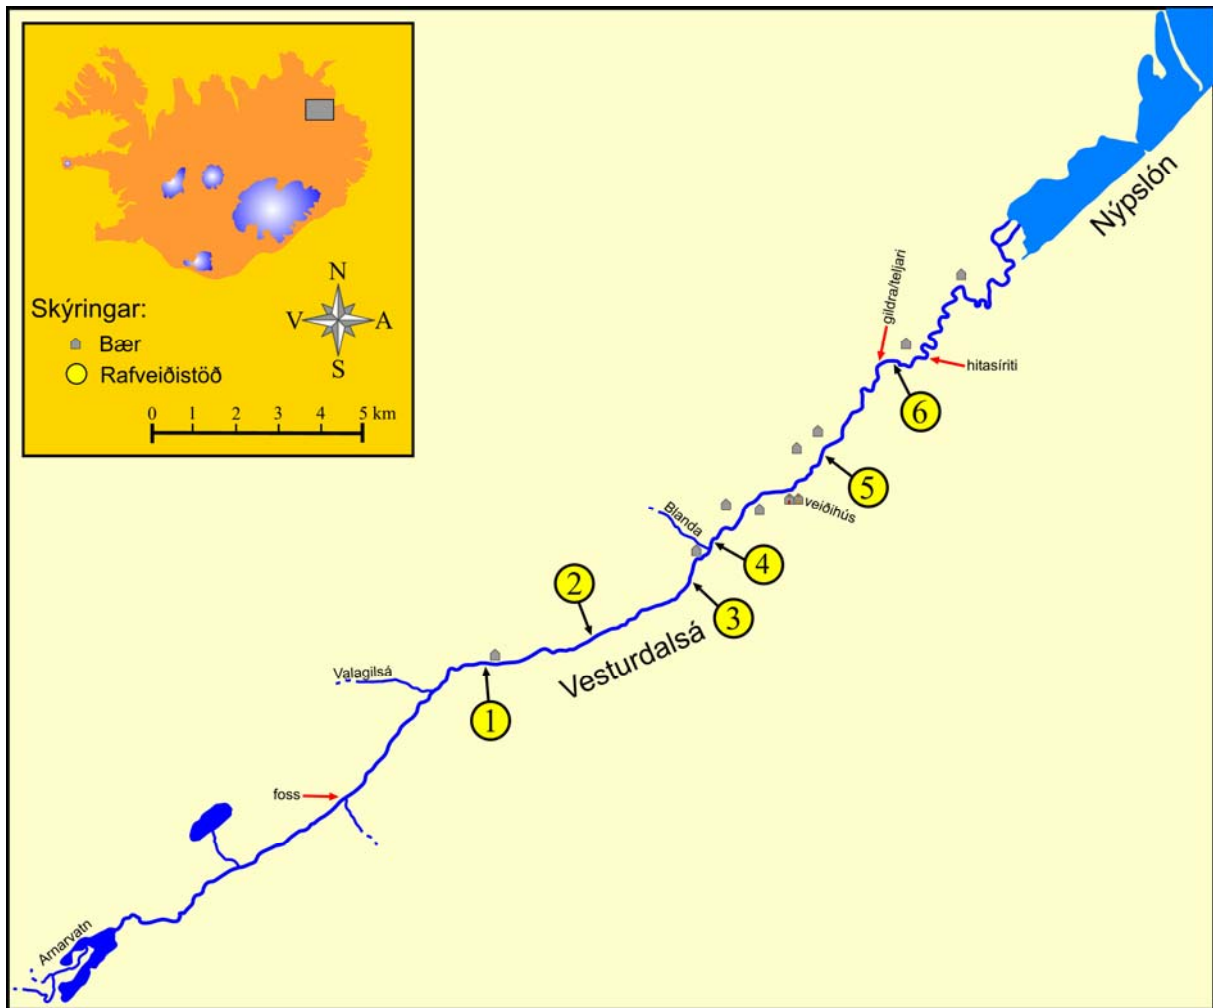 N
V
A
S
Skýringar:
Bær
Rafveiðistöð
0 1 2 3 4 5 km
Nýpslón
gildra/teljari
hitasíriti
6
5
veiðihús
Blanda
4
2
3
Vesturdalsá
Valagilsá
1
foss
Arnarvatn